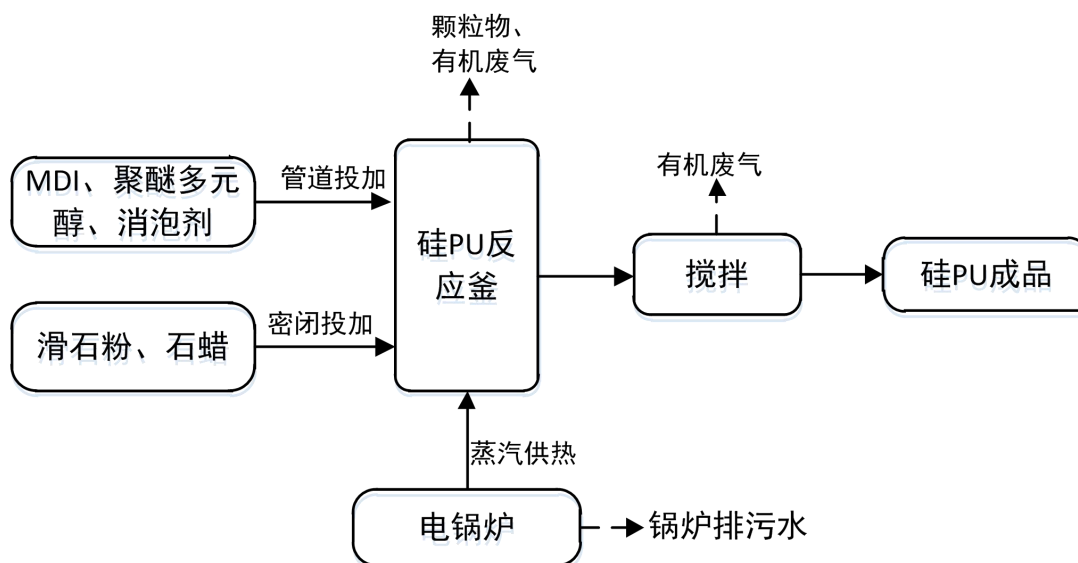 颗粒物、
有机废气
MDI、聚醚多元
醇、消泡剂
管道投加
有机废气
硅PU反
应釜
搅拌
硅PU成品
滑石粉、石蜡
密闭投加
蒸汽供热
电锅炉
锅炉排污水